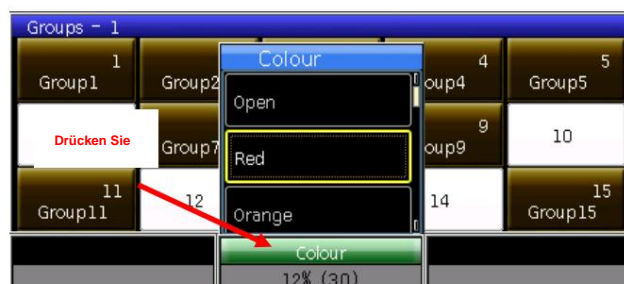 Groups - 1
1
Group1
Group2
4
oup4
5
Group5
Colour
Open
Red
Orange
Drücken Sie
Group7
9
oup9
10
11
Group11
12
14
15
Group15
Colour
12% (30)